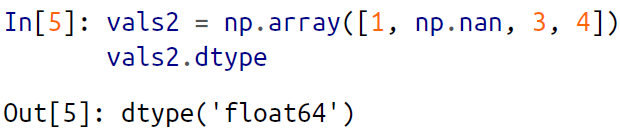 In[5]: vals2 = np.array([1, np.nan, 3, 4])
vals2.dtype
Out[5]: dtype('float64')